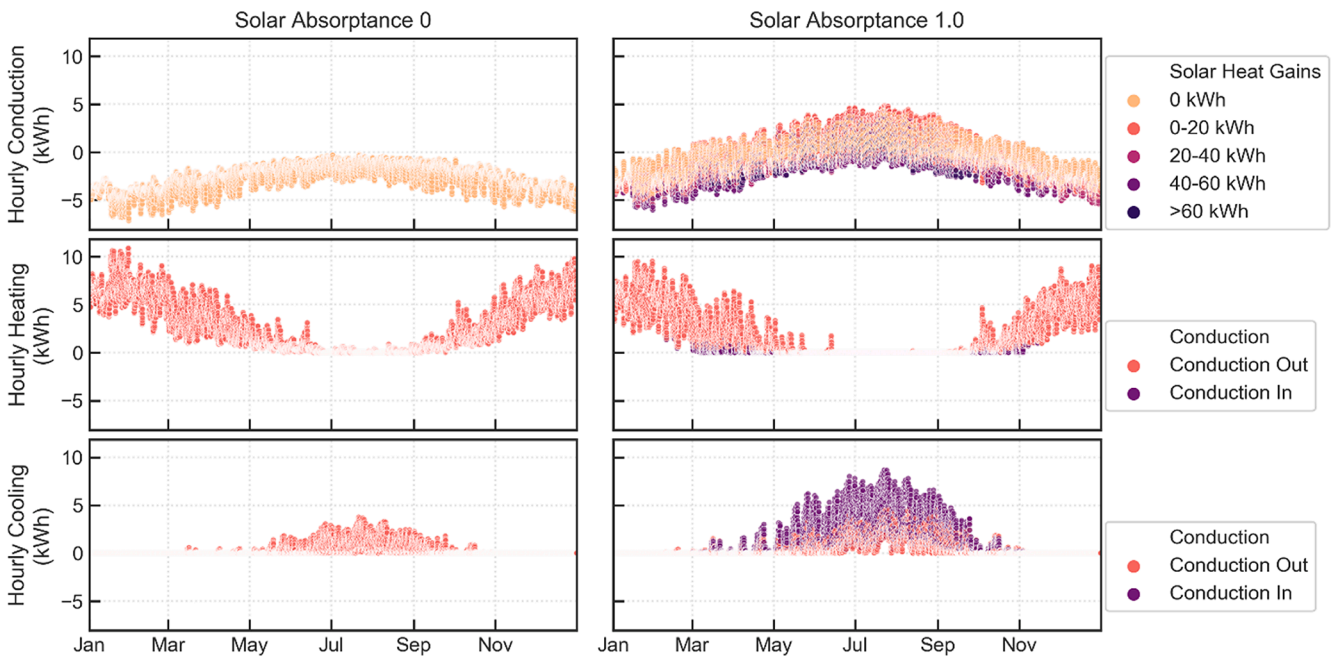 Solar Absorptance 0
Solar Absorptance 1.0
Hourly Conduction
(kWh)
10
5
0
−5
Solar Heat Gains
0 kWh
0-20 kWh
20-40 kWh
40-60 kWh
>60 kWh
Hourly Heating
(kWh)
10
5
0
−5
Conduction
Conduction Out
Conduction In
Hourly Cooling
(kWh)
10
5
0
−5
Conduction
Conduction Out
Conduction In
Jan Mar May Jul Sep Nov
Jan Mar May Jul Sep Nov